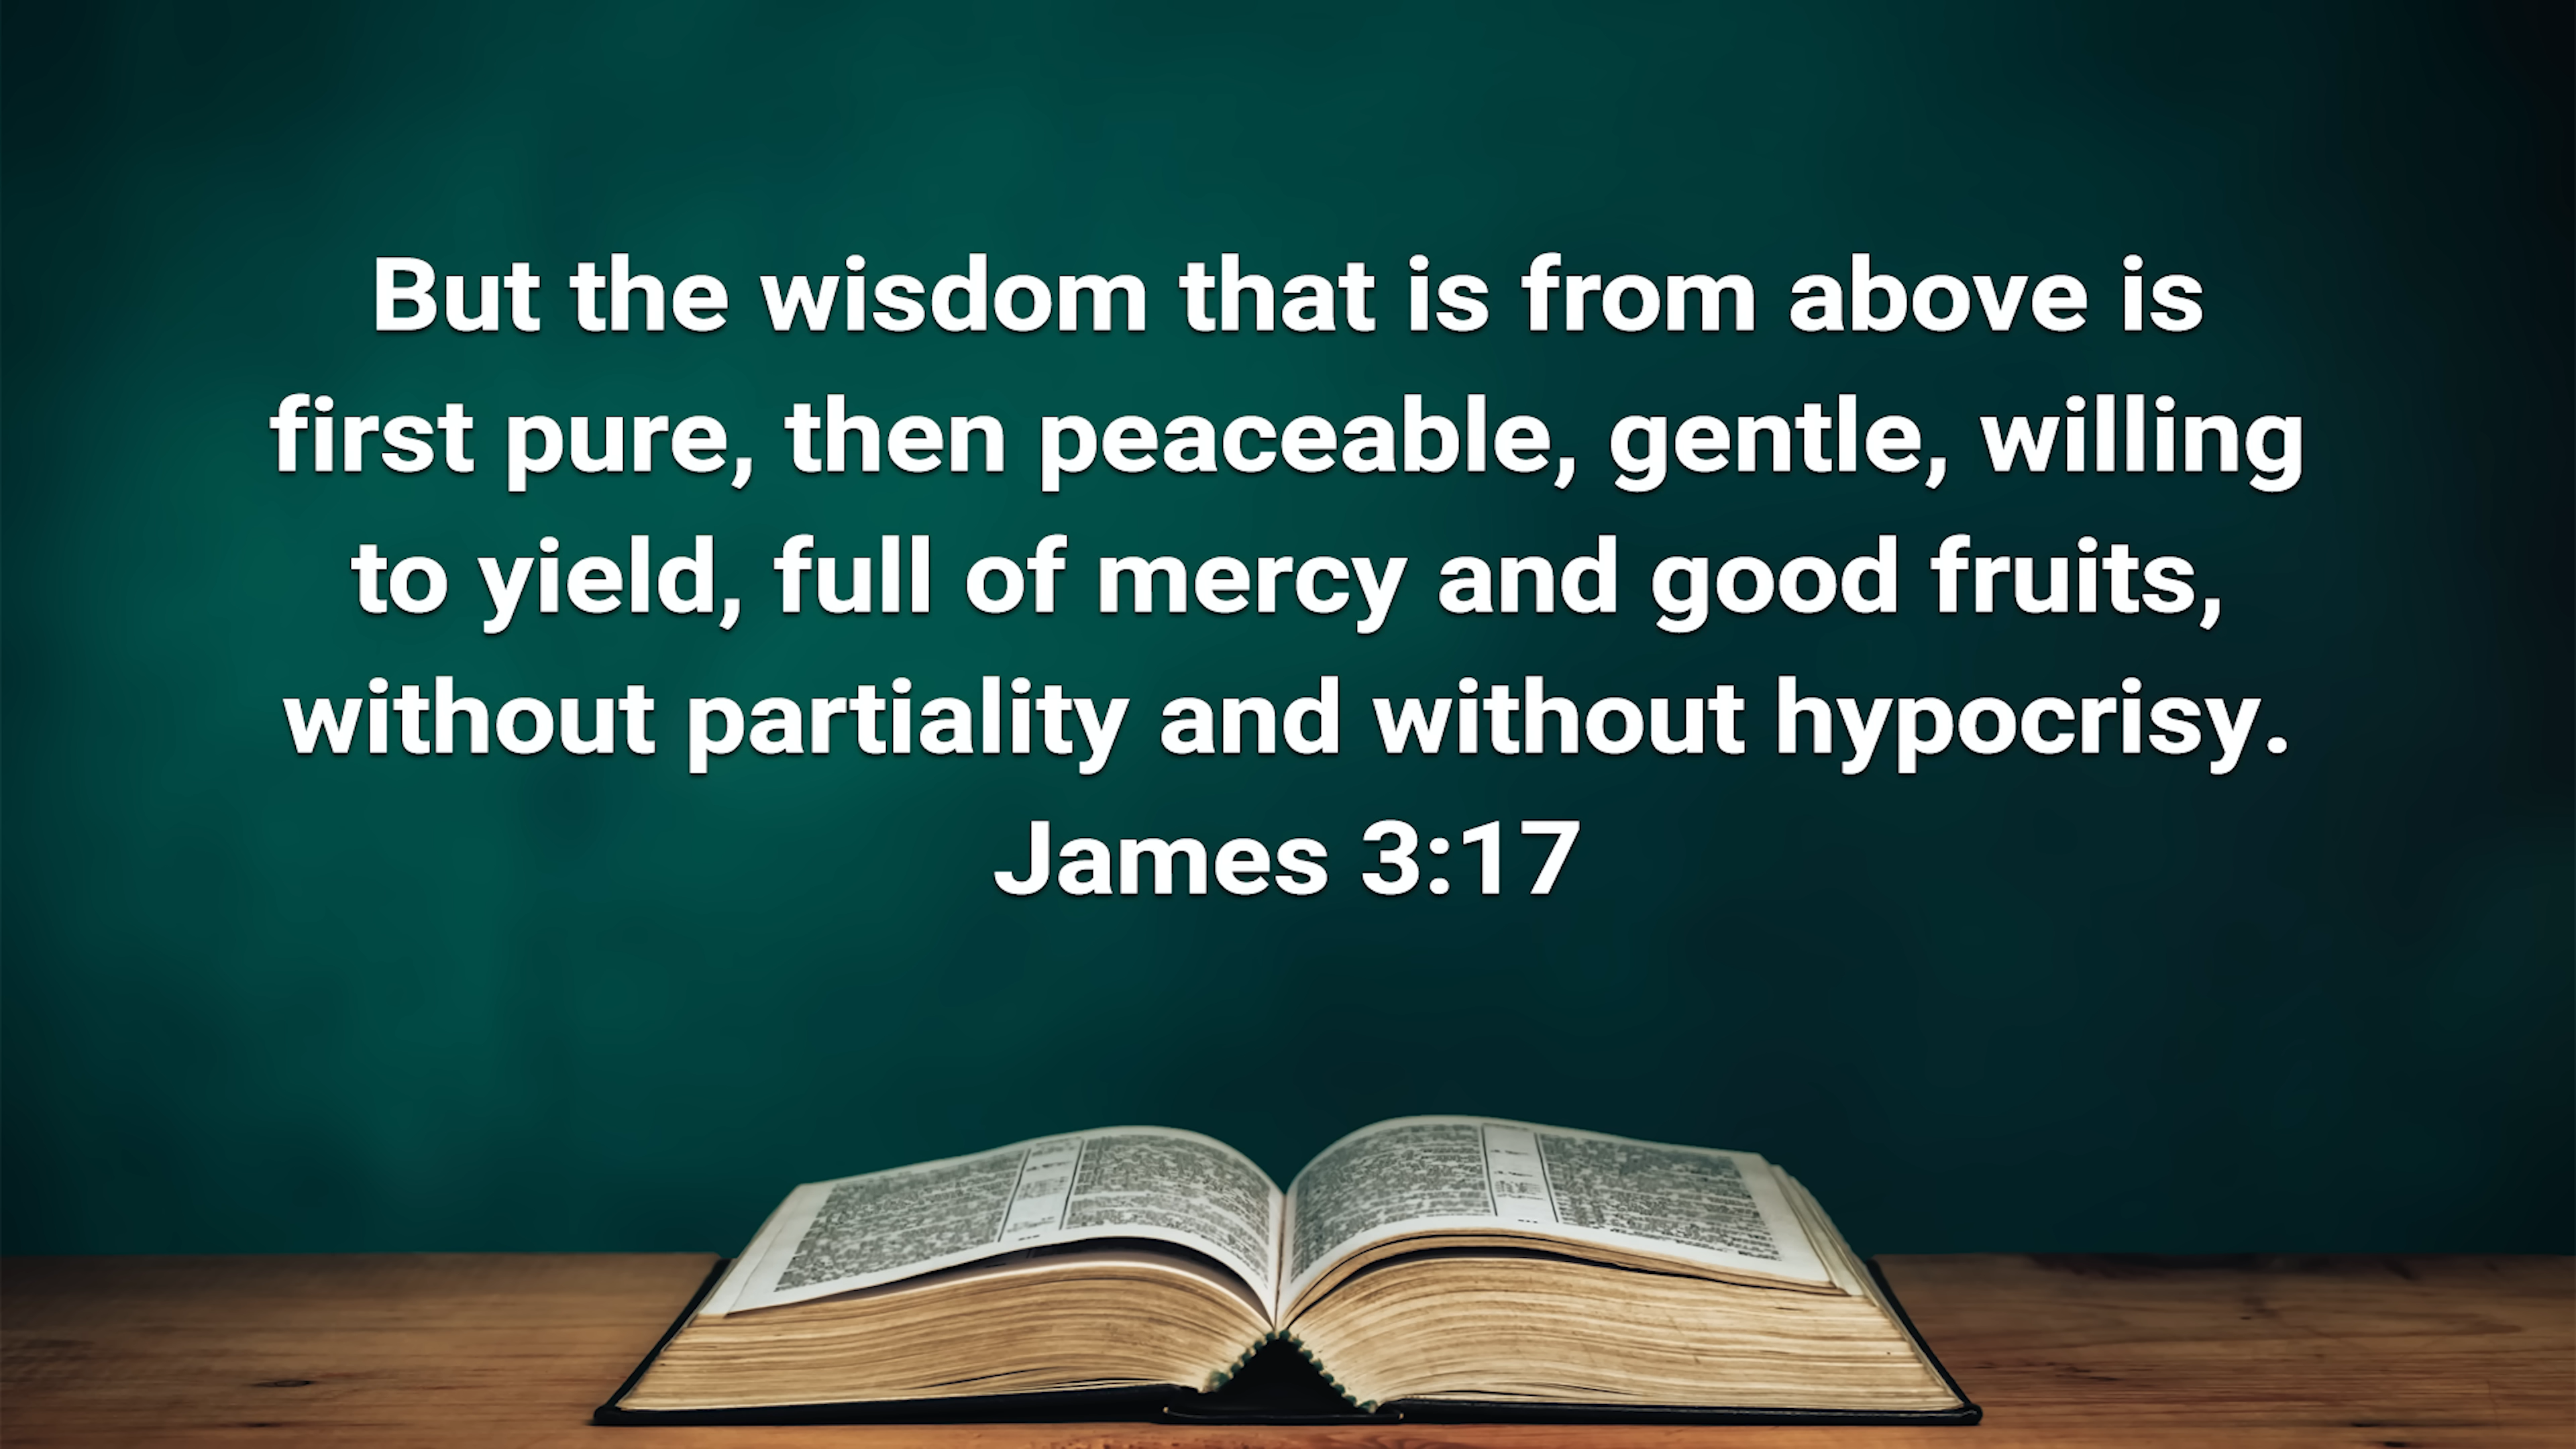 But the wisdom that is from above is
first pure, then peaceable, gentle, willing
to yield, full of mercy and good fruits,
without partiality and without hypocrisy.
James 3:17